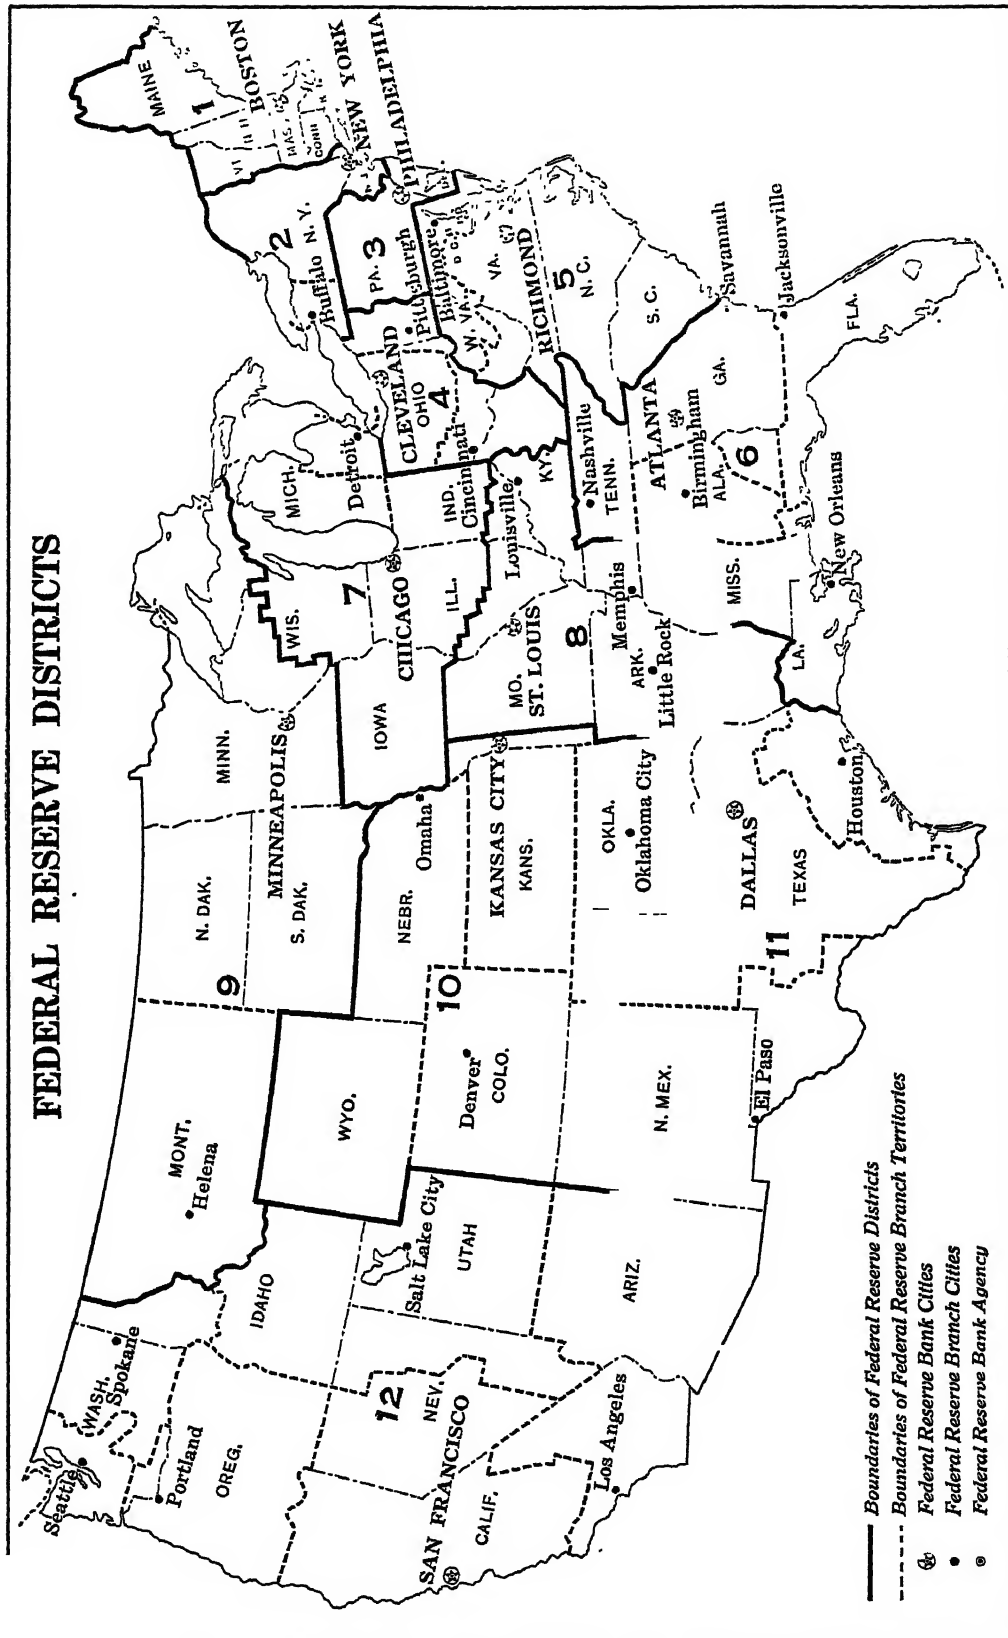 FEDERAL RESERVE DISTRICTS
Seattle
WASH.
Spokane
Portland
OREG.
IDAHO
MONT.
Helena
WYO.
N. DAK.
S. DAK.
9
MINN.
MINNEAPOLIS
WIS.
MICH.
Detroit
7
CHICAGO
IOWA
ILL.
IND.
12
NEV.
SAN FRANCISCO
CALIF.
Los Angeles
Salt Lake City
UTAH
ARIZ.
Denver
COLO.
10
NEBR.
Omaha
KANSAS CITY
KANS.
N. MEX.
OKLA.
Oklahoma City
El Paso
11
DALLAS
TEXAS
Houston
MO.
ST. LOUIS
8
ARK.
Little Rock
Memphis
Louisville
KY.
LA.
New Orleans
MISS.
Nashville
TENN.
Birmingham
ALA.
ATLANTA
6
GA.
Savannah
Jacksonville
FLA.
CLEVELAND
OHIO
4
Cincinnati
Pittsburgh
PA.
3
PHILADELPHIA
Baltimore
W. VA.
D. C.
VA.
RICHMOND
5
N. C.
S. C.
Buffalo
N. Y.
2
NEW YORK
N. J.
MAINE
1
BOSTON
VT
N H
MAS.
CONN
Boundaries of Federal Reserve Districts
Boundaries of Federal Reserve Branch Territories
Federal Reserve Bank Cities
Federal Reserve Branch Cities
Federal Reserve Bank Agency